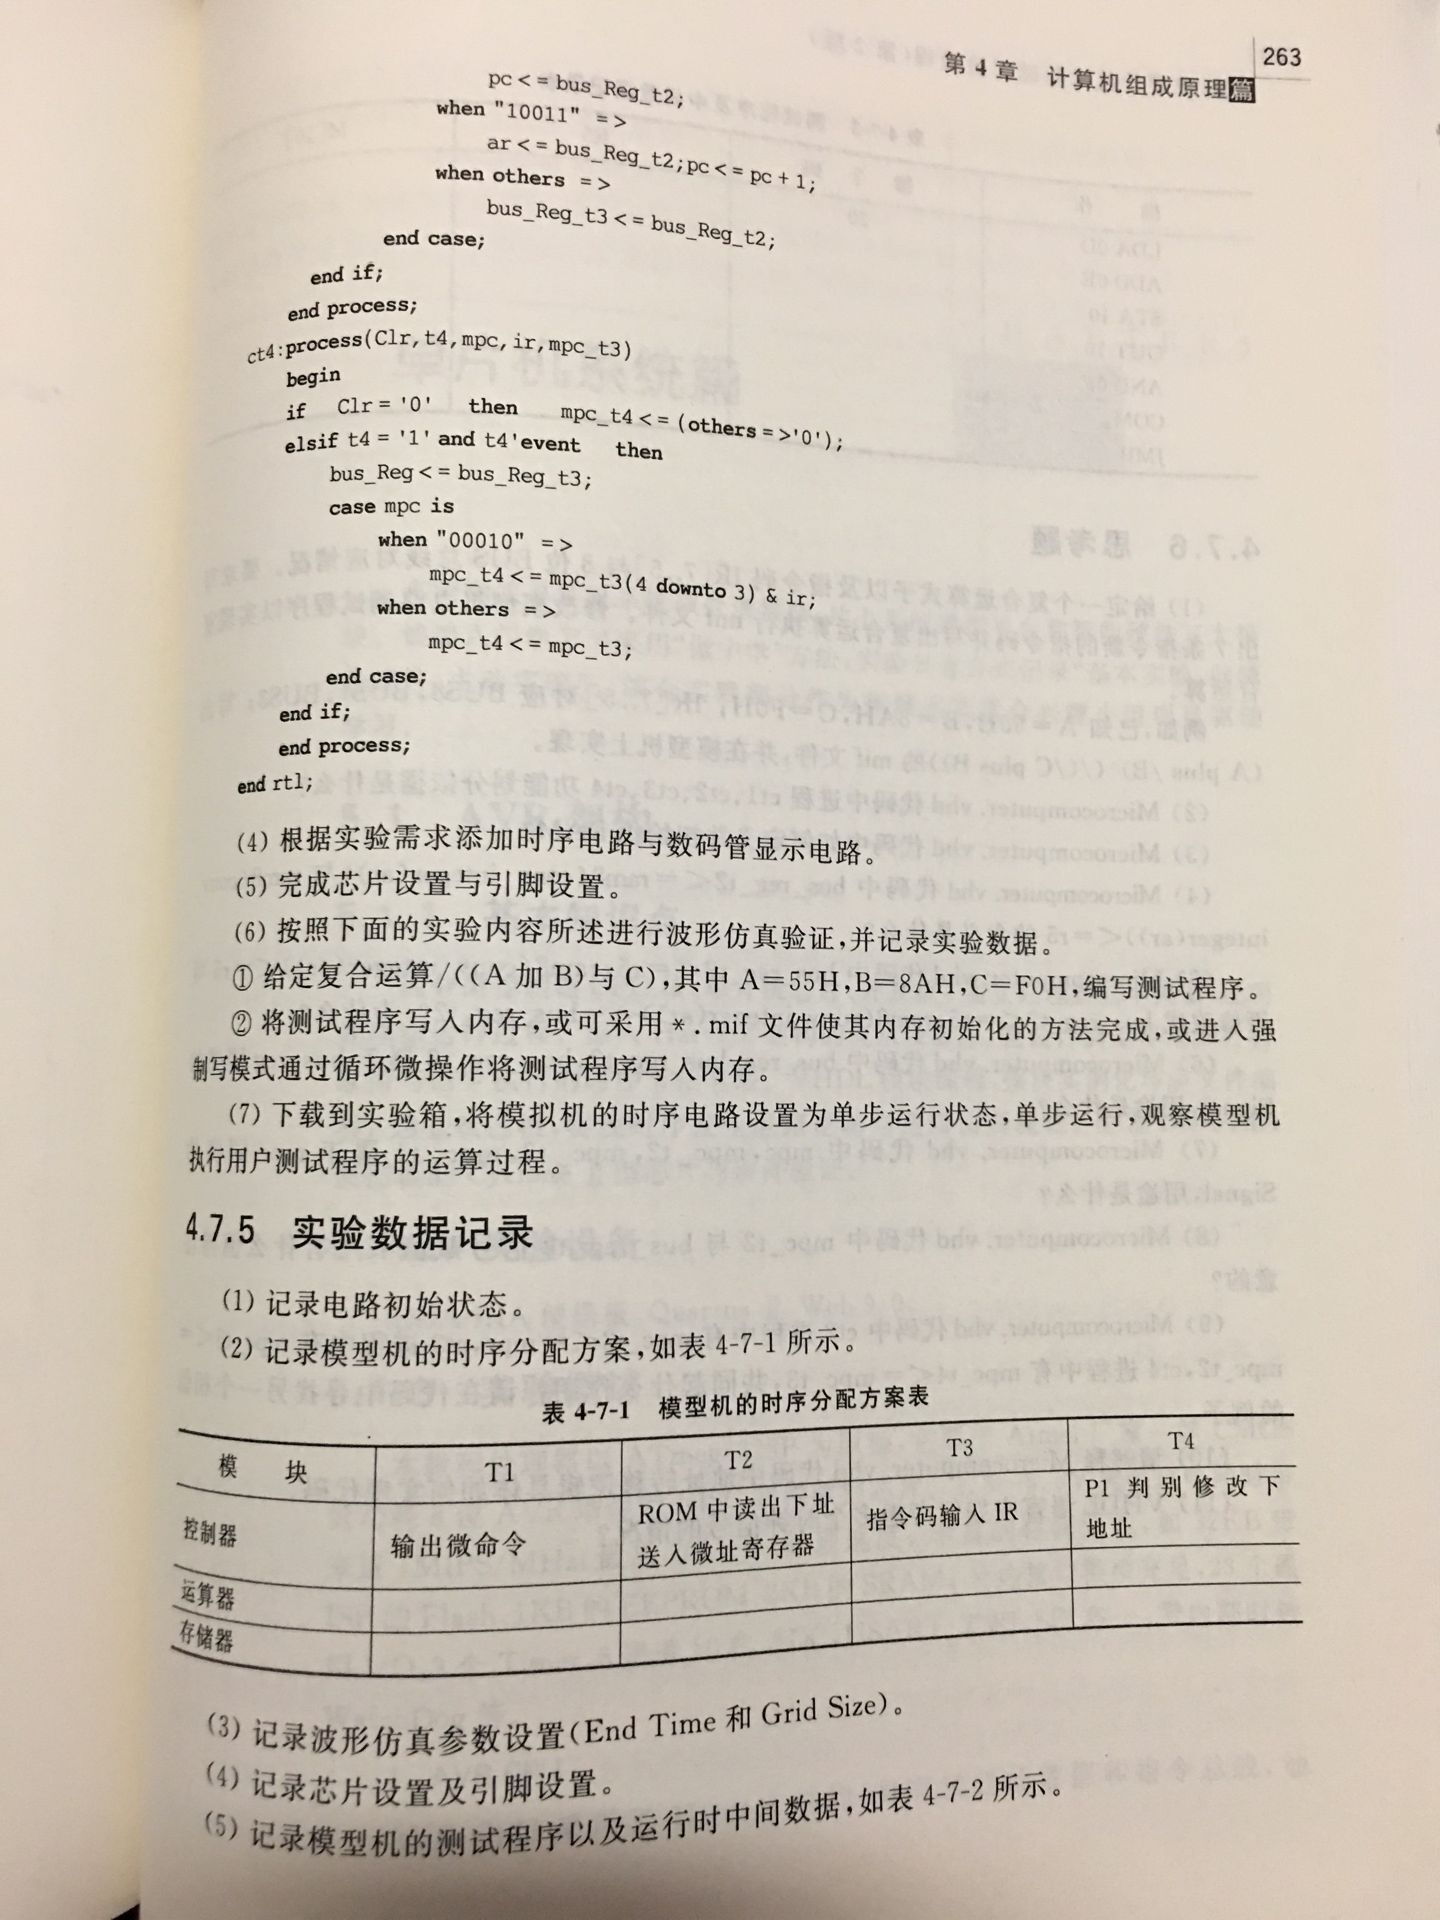 263
第 4 章 计算机组成原理篇
pc<= bus_Reg_t2;
when "10011" =>
ar<= bus_Reg_t2;pc<= pc + 1;
when others =>
bus_Reg_t3<= bus_Reg_t2;
end case;
end if;
end process;
ct4:process(Clr,t4,mpc,ir,mpc_t3)
begin
if Clr = '0' then mpc_t4<= (others=>'0');
elsif t4 = '1' and t4'event then
bus_Reg<= bus_Reg_t3;
case mpc is
when "00010" =>
mpc_t4<= mpc_t3(4 downto 3) & ir;
when others =>
mpc_t4<= mpc_t3;
end case;
end if;
end process;
end rtl;
(4) 根据实验需求添加时序电路与数码管显示电路。
(5) 完成芯片设置与引脚设置。
(6) 按照下面的实验内容所述进行波形仿真验证,并记录实验数据。
① 给定复合运算/((A 加 B)与 C),其中 A=55H,B=8AH,C=F0H,编写测试程序。
② 将测试程序写入内存,或可采用 *.mif 文件使其内存初始化的方法完成,或进入强
制写模式通过循环微操作将测试程序写入内存。
(7) 下载到实验箱,将模拟机的时序电路设置为单步运行状态,单步运行,观察模型机
执行用户测试程序的运算过程。
4.7.5 实验数据记录
(1) 记录电路初始状态。
(2) 记录模型机的时序分配方案,如表 4-7-1 所示。
表 4-7-1 模型机的时序分配方案表
模 块 T1 T2 T3 T4
控制器 输出微命令 ROM 中读出下址 指令码输入 IR P1 判别修改下
送入微址寄存器 地址
运算器
存储器
(3) 记录波形仿真参数设置(End Time 和 Grid Size)。
(4) 记录芯片设置及引脚设置。
(5) 记录模型机的测试程序以及运行时中间数据,如表 4-7-2 所示。